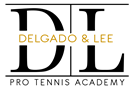 DL
DELGADO & LEE
PRO TENNIS ACADEMY